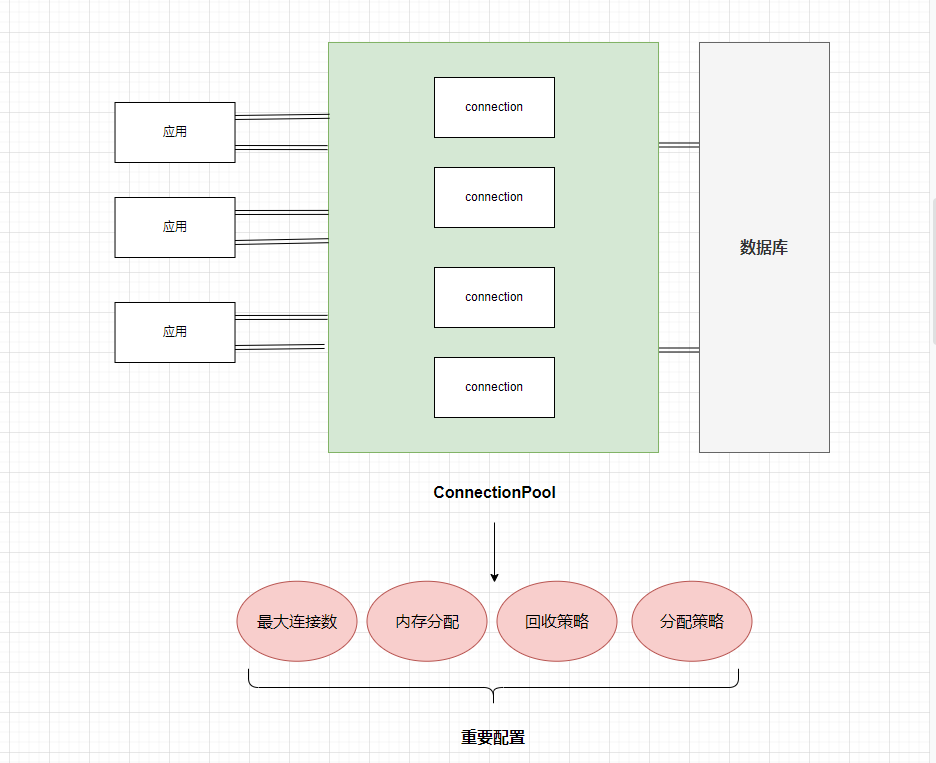 应用
应用
应用
connection
connection
connection
connection
数据库
ConnectionPool
最大连接数
内存分配
回收策略
分配策略
重要配置